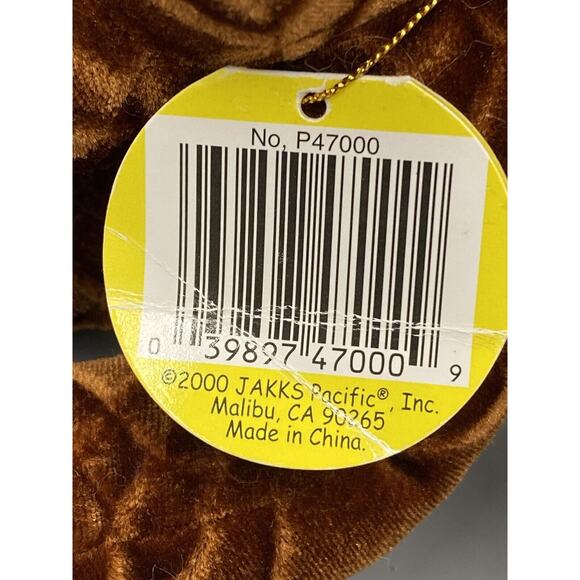 No, P47000
0 39897 47000 9
©2000 JAKKS Pacific®, Inc.
Malibu, CA 90265
Made in China.